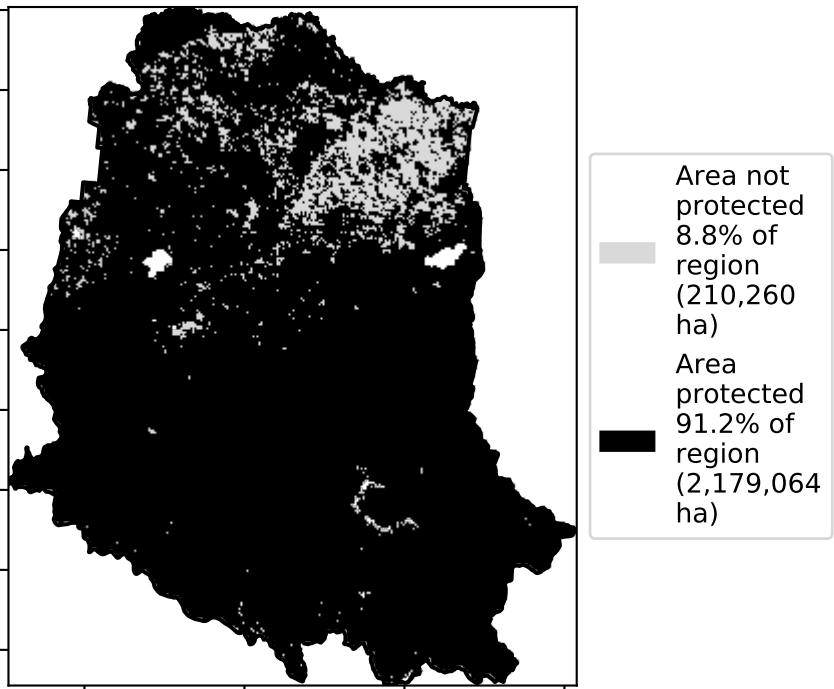 Area not
protected
8.8% of
region
(210,260
ha)
Area
protected
91.2% of
region
(2,179,064
ha)